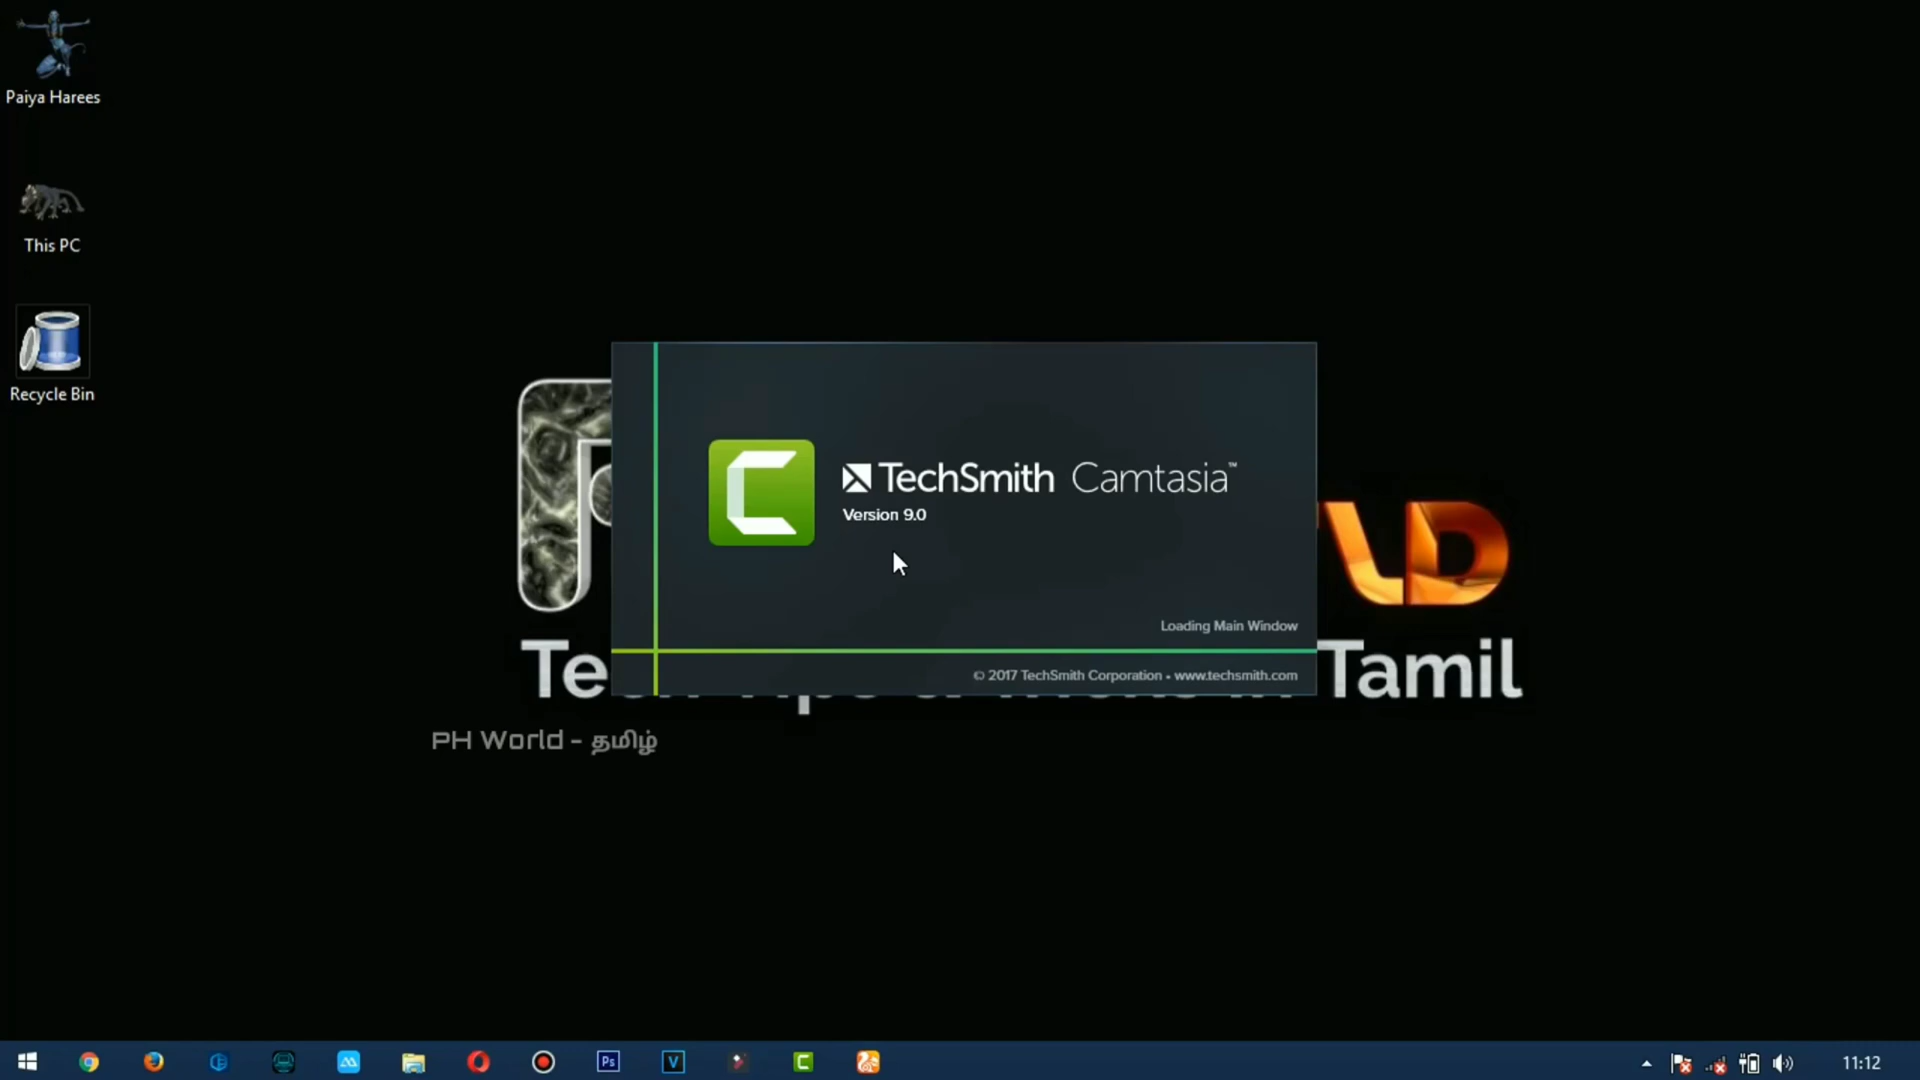 Paiya Harees
This PC
Recycle Bin
TechSmith Camtasia™
Version 9.0
Loading Main Window
© 2017 TechSmith Corporation • www.techsmith.com
Tamil
PH World - தமிழ்
Ps
V
11:12